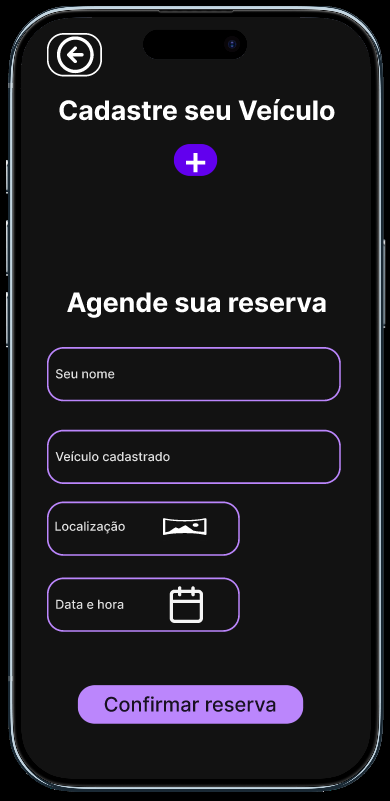 Cadastre seu Veículo
+
Agende sua reserva
Seu nome
Veículo cadastrado
Localização
Data e hora
Confirmar reserva